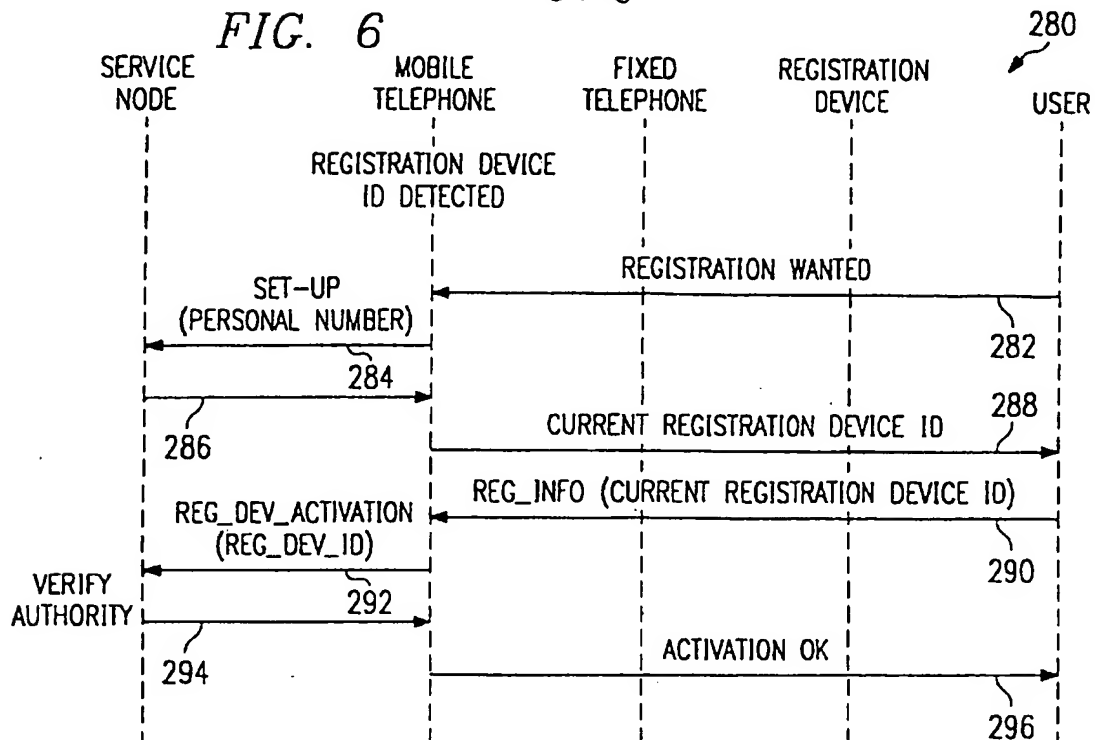 FIG. 6
280
SERVICE
NODE
MOBILE
TELEPHONE
FIXED
TELEPHONE
REGISTRATION
DEVICE
USER
REGISTRATION DEVICE
ID DETECTED
REGISTRATION WANTED
282
SET-UP
(PERSONAL NUMBER)
284
286
CURRENT REGISTRATION DEVICE ID
288
REG_INFO (CURRENT REGISTRATION DEVICE ID)
290
REG_DEV_ACTIVATION
(REG_DEV_ID)
292
VERIFY
AUTHORITY
294
ACTIVATION OK
296